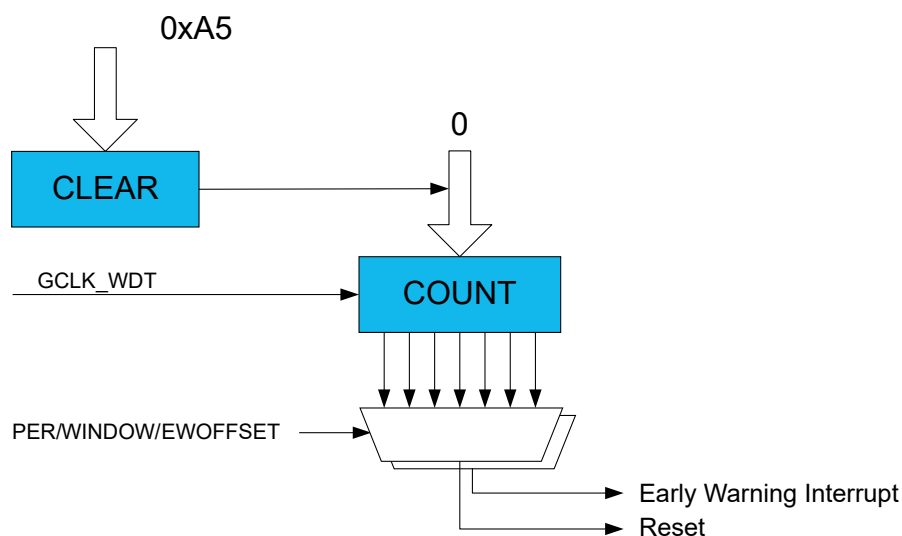 0xA5
0
CLEAR
GCLK_WDT
COUNT
PER/WINDOW/EWOFFSET
Early Warning Interrupt
Reset